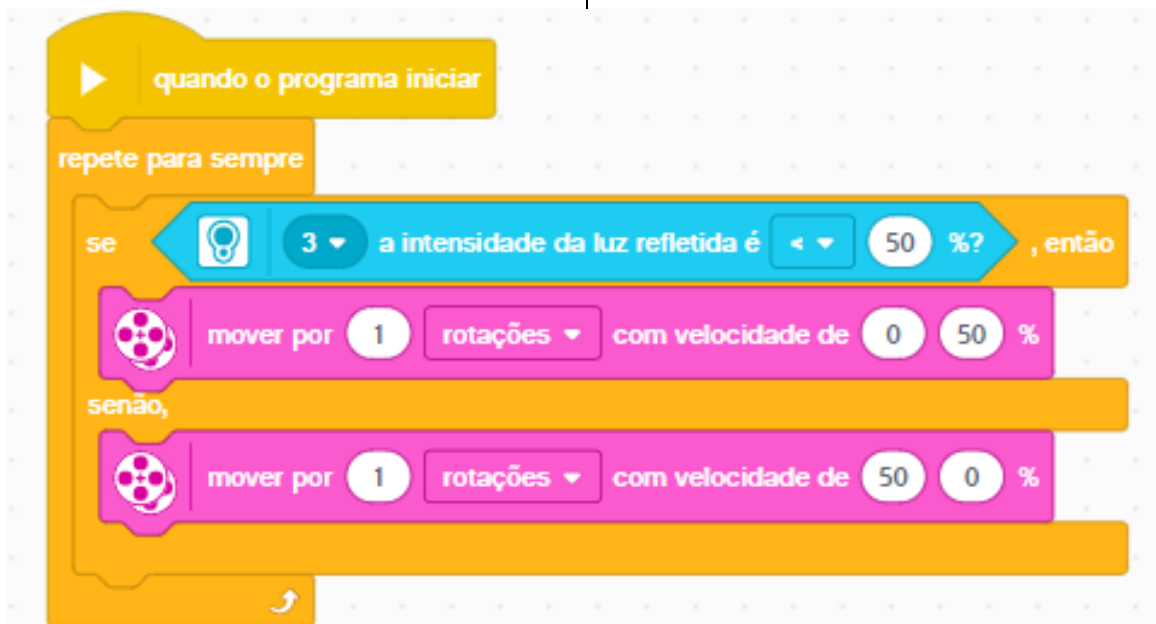 quando o programa iniciar
repete para sempre
se 3 a intensidade da luz refletida é < 50 %? , então
mover por 1 rotações com velocidade de 0 50 %
senão,
mover por 1 rotações com velocidade de 50 0 %